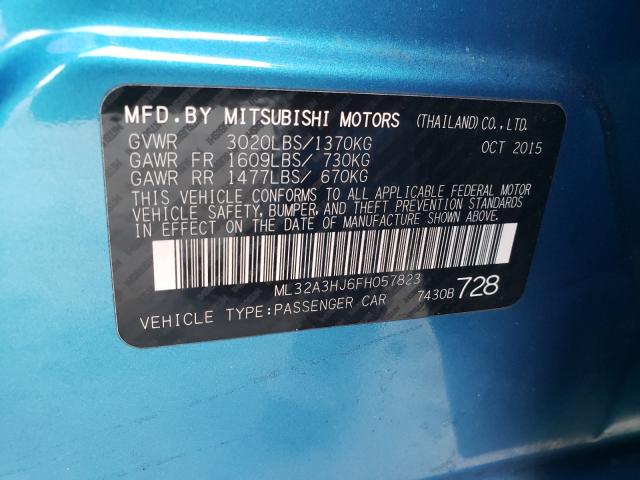 MFD.BY MITSUBISHI MOTORS (THAILAND)CO.,LTD.
GVWR 3020LBS/1370KG OCT 2015
GAWR FR 1609LBS/ 730KG
GAWR RR 1477LBS/ 670KG
THIS VEHICLE CONFORMS TO ALL APPLICABLE FEDERAL MOTOR
VEHICLE SAFETY, BUMPER, AND THEFT PREVENTION STANDARDS
IN EFFECT ON THE DATE OF MANUFACTURE SHOWN ABOVE.
ML32A3HJ6FH057823
VEHICLE TYPE:PASSENGER CAR 7430B 728